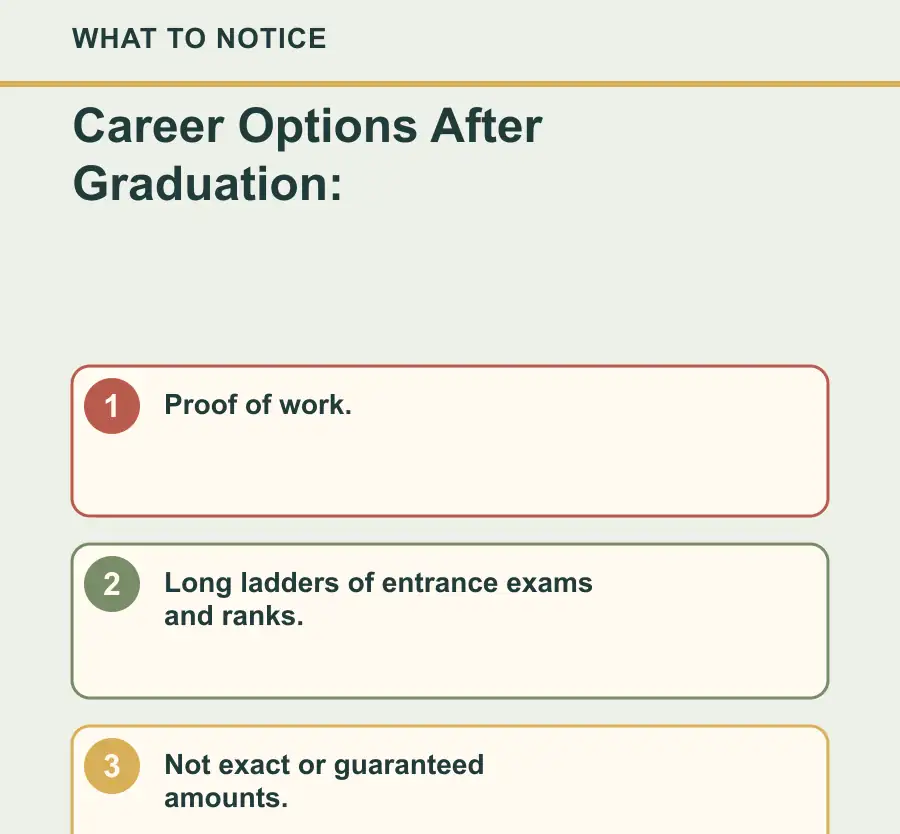 WHAT TO NOTICE
Career Options After
Graduation:
1
Proof of work.
2
Long ladders of entrance exams
and ranks.
3
Not exact or guaranteed
amounts.